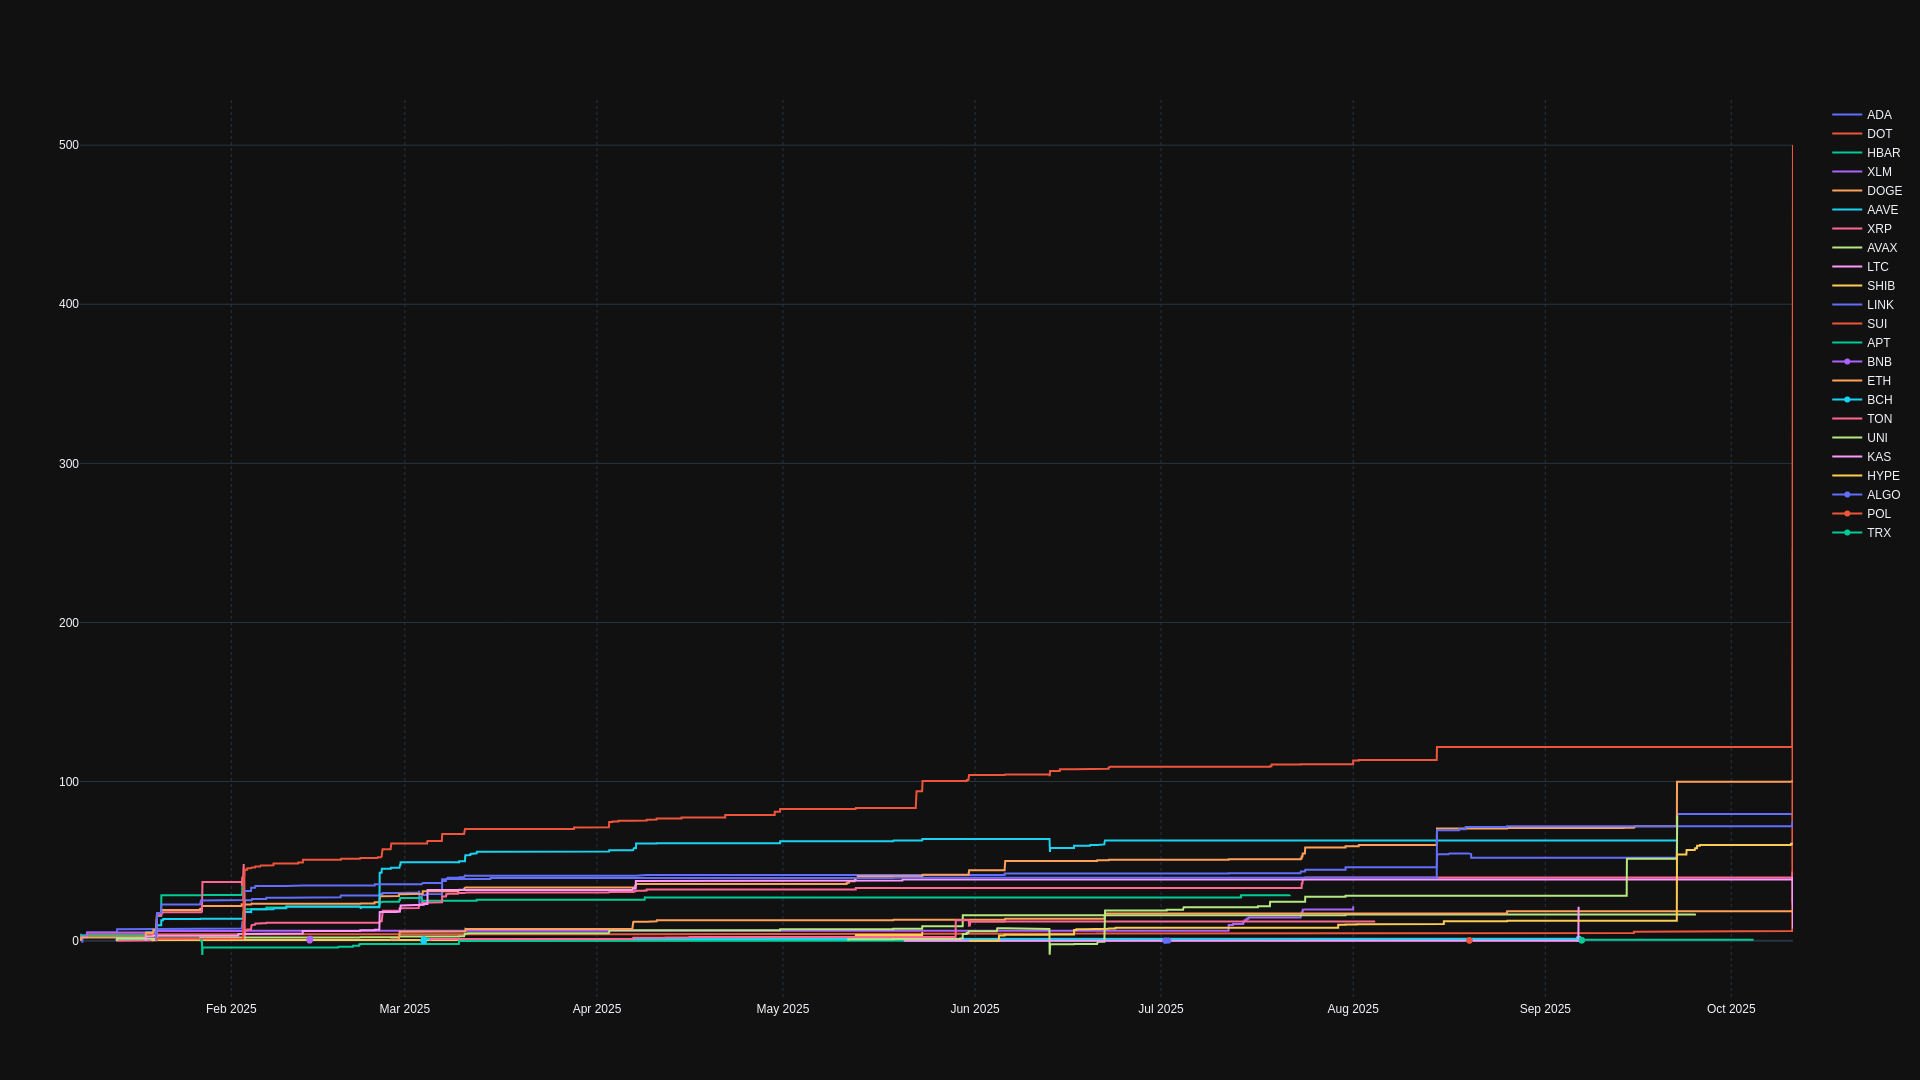 500
400
300
200
100
0
Feb 2025
Mar 2025
Apr 2025
May 2025
Jun 2025
Jul 2025
Aug 2025
Sep 2025
Oct 2025
ADA
DOT
HBAR
XLM
DOGE
AAVE
XRP
AVAX
LTC
SHIB
LINK
SUI
APT
BNB
ETH
BCH
TON
UNI
KAS
HYPE
ALGO
POL
TRX